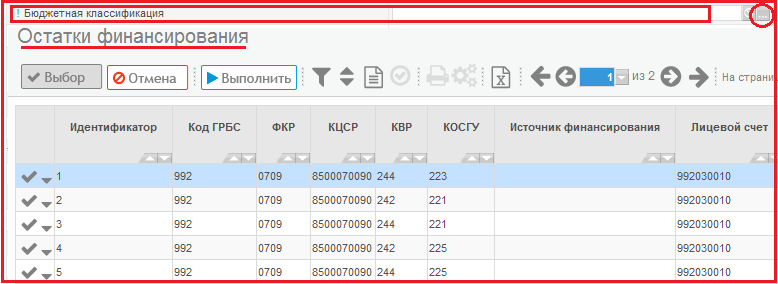 ! Бюджетная классификация ...
Остатки финансирования
Выбор Отмена Выполнить 1 из 2 На страни
Идентификатор Код ГРБС ФКР КЦСР КВР КОСГУ Источник финансирования Лицевой счет
1 992 0709 8500070090 244 223 992030010
2 992 0709 8500070090 242 221 992030010
3 992 0709 8500070090 244 221 992030010
4 992 0709 8500070090 242 225 992030010
5 992 0709 8500070090 244 225 992030010